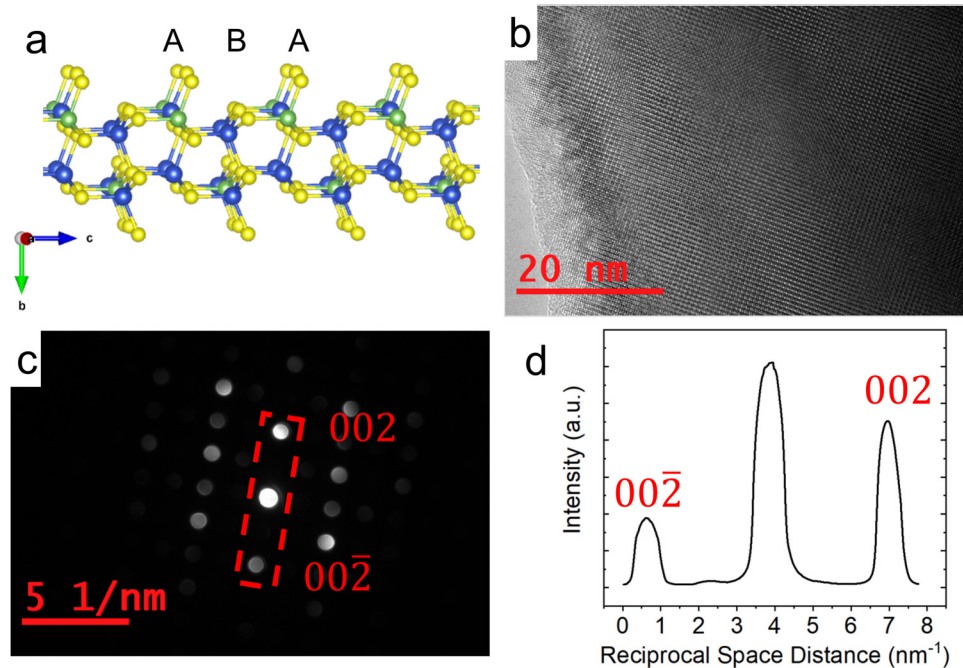 a
A B A
a
c
b
b
20 nm
c
002
002̅
5 1/nm
d
Intensity (a.u.)
002̅
002
0 1 2 3 4 5 6 7 8
Reciprocal Space Distance (nm⁻¹)